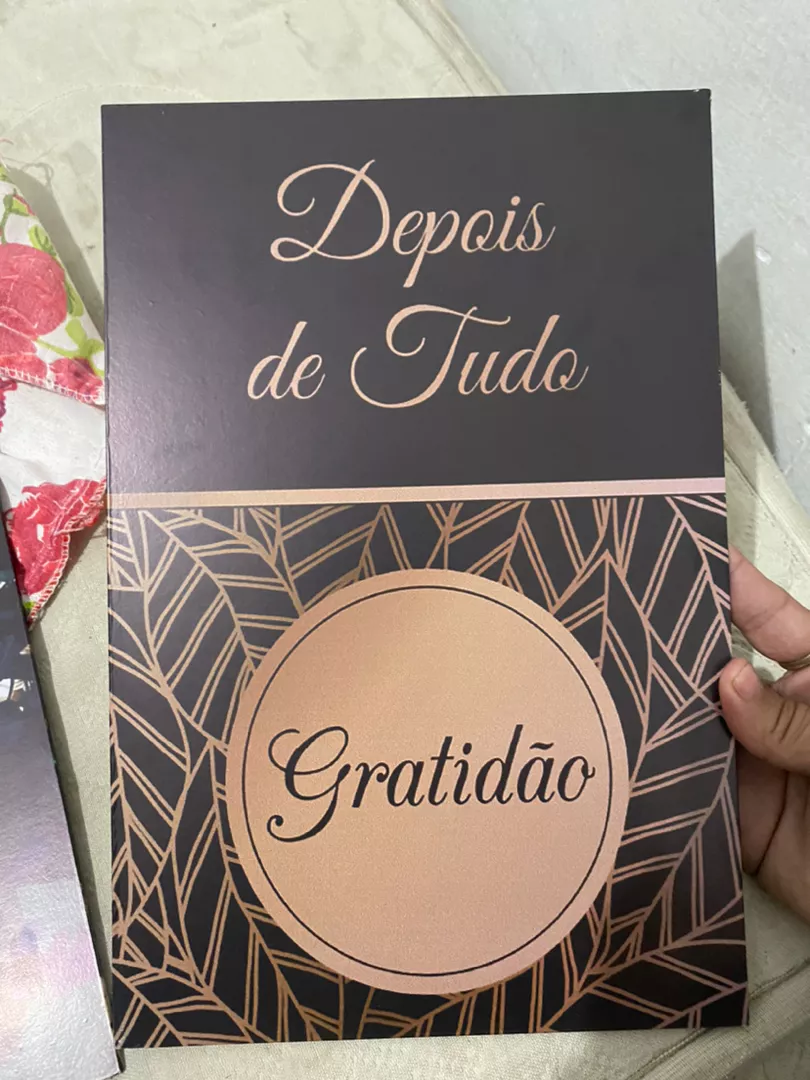 Depois
de Tudo
Gratidão